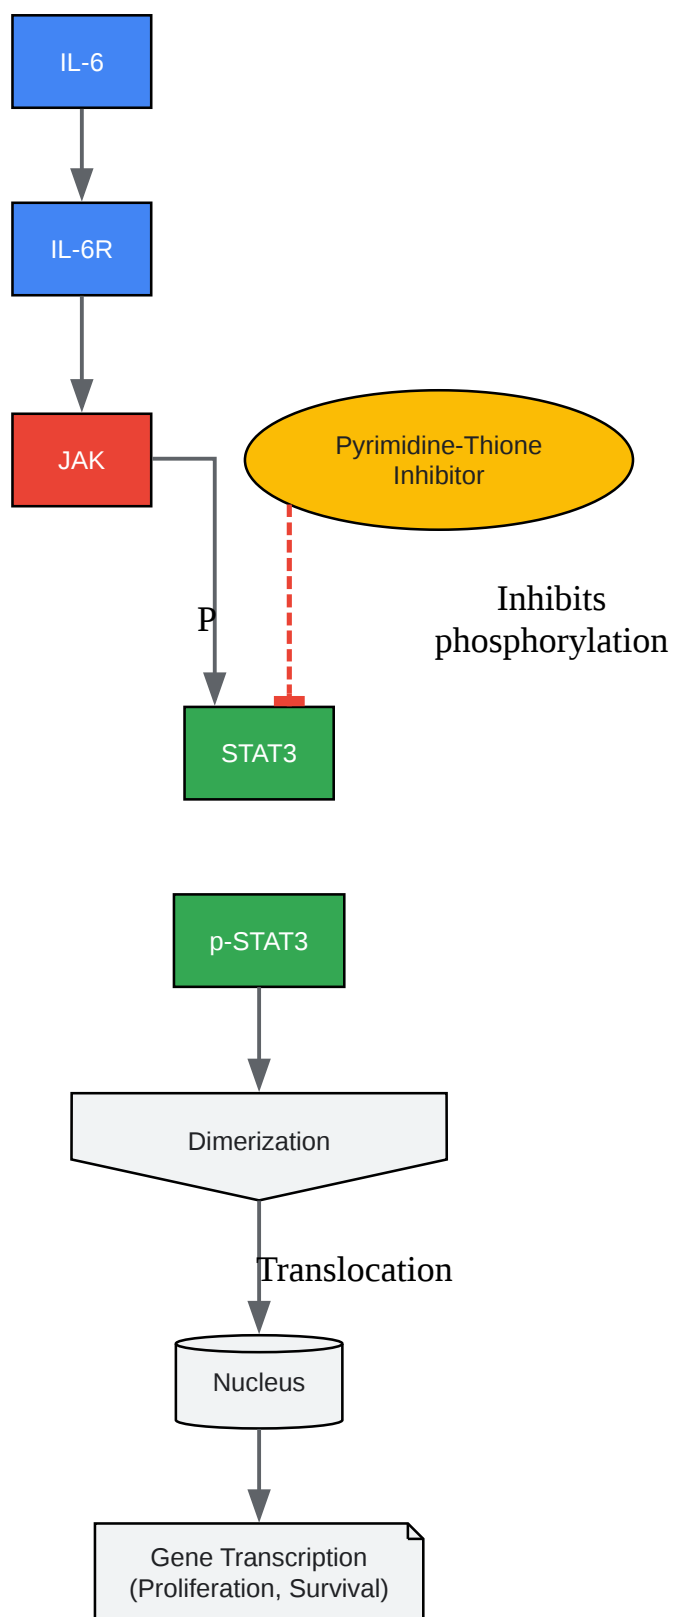 IL-6
IL-6R
JAK
Pyrimidine-Thione
Inhibitor
P
Inhibits
phosphorylation
STAT3
p-STAT3
Dimerization
Translocation
Nucleus
Gene Transcription
(Proliferation, Survival)